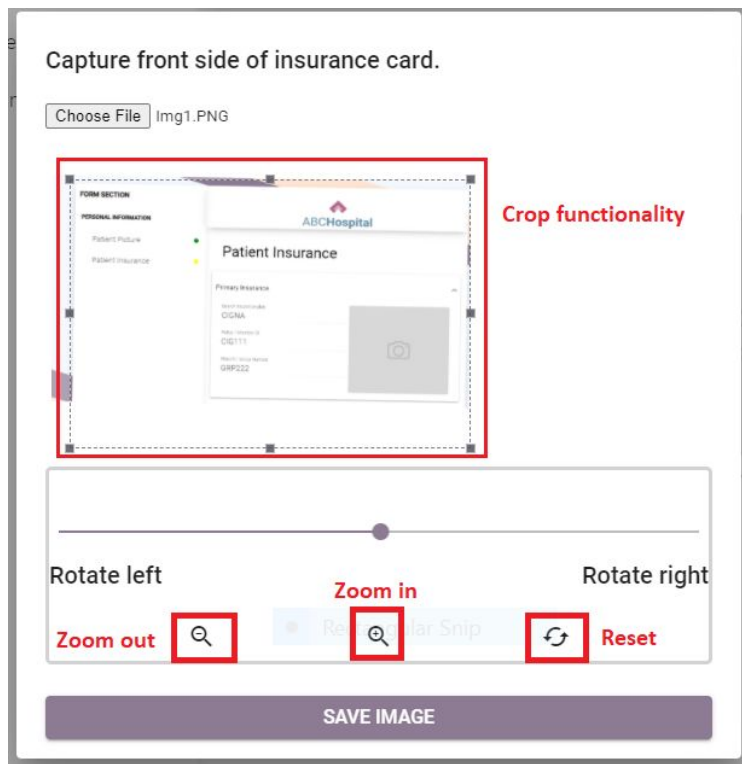 Capture front side of insurance card.
Choose File Img1.PNG
FORM SECTION
PERSONAL INFORMATION
Patient Picture
Patient Insurance
ABCHospital
Patient Insurance
Primary Insurance
CIGNA
CIG111
GRP222
Crop functionality
Rotate left
Rotate right
Zoom in
Zoom out
Rectangular Snip
Reset
SAVE IMAGE